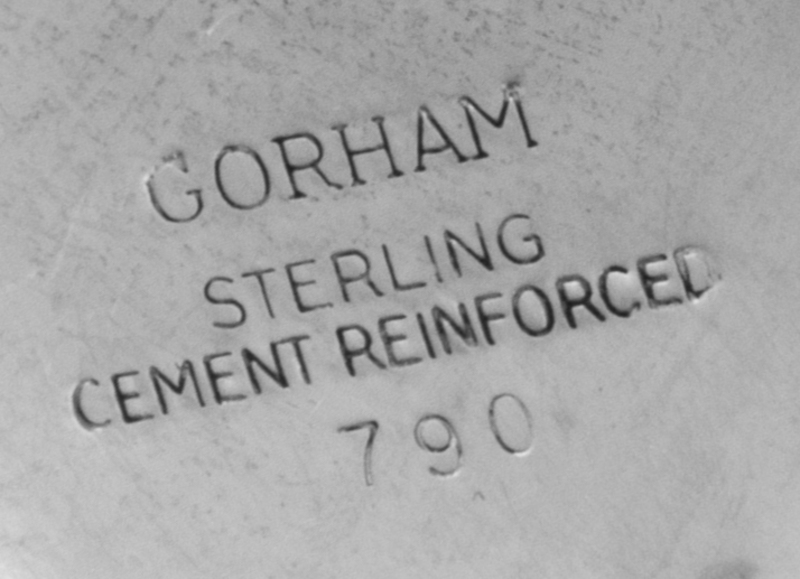 GORHAM
STERLING
CEMENT REINFORCED
790